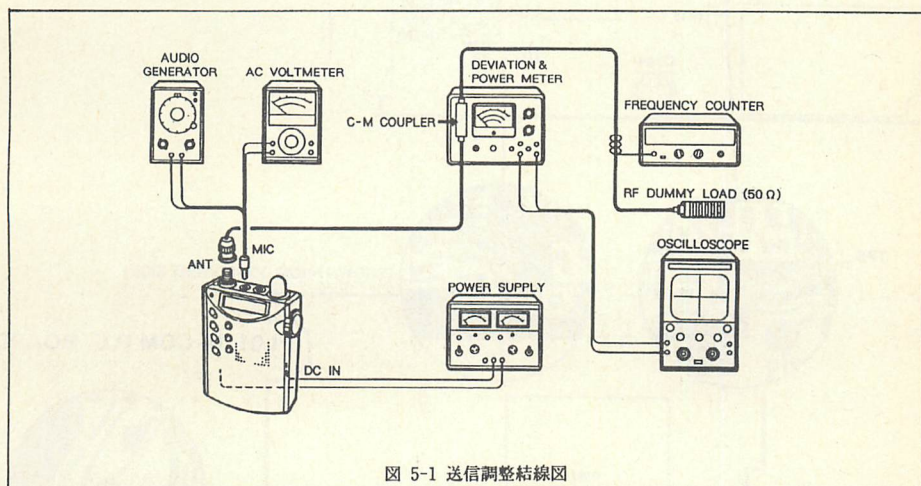 AUDIO
GENERATOR
AC VOLTMETER
DEVIATION &
POWER METER
C-M COUPLER
FREQUENCY COUNTER
RF DUMMY LOAD (50Ω)
OSCILLOSCOPE
MIC
ANT
POWER SUPPLY
DC IN
図 5-1 送信調整結線図